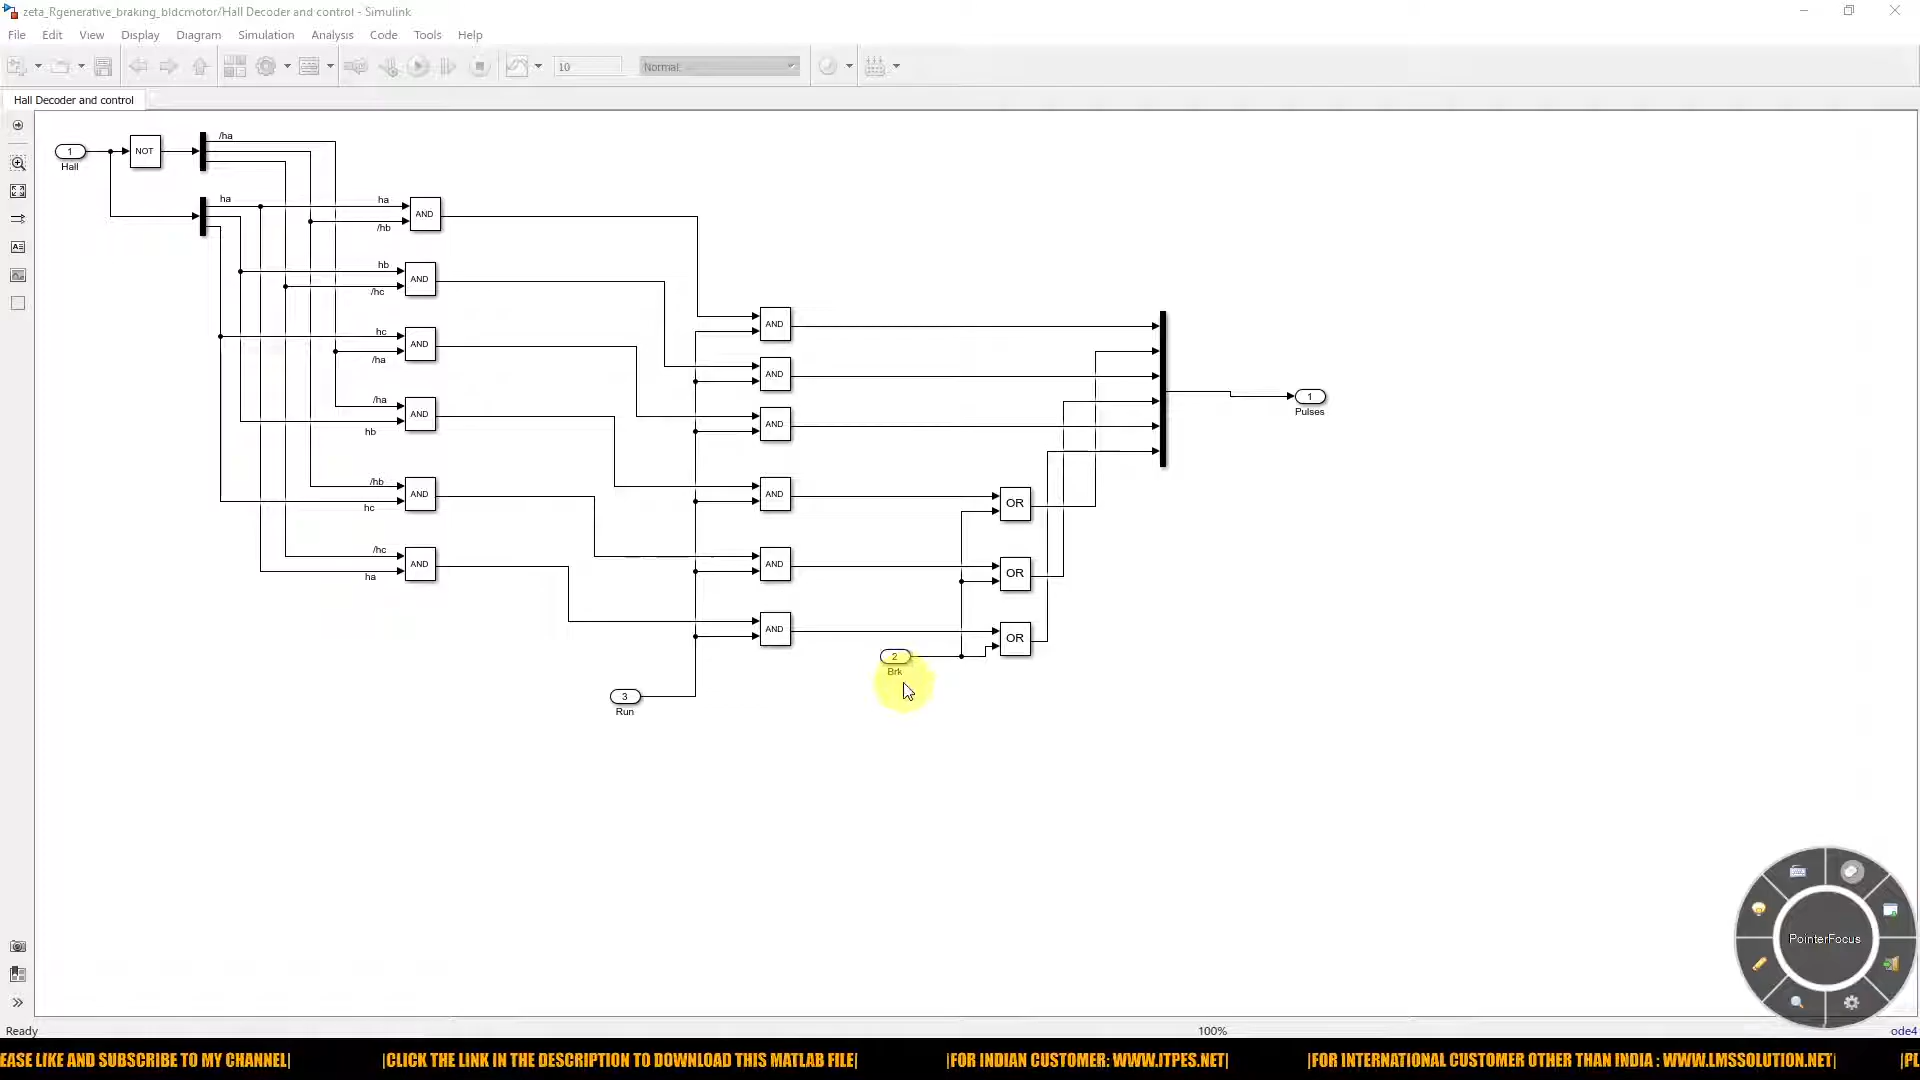 zeta_Rgenerative_braking_bldcmotor/Hall Decoder and control - Simulink
File Edit View Display Diagram Simulation Analysis Code Tools Help
10 Normal
Hall Decoder and control
1
Hall
NOT
/ha
ha
ha
/hb
AND
hb
/hc
AND
hc
/ha
AND
/ha
hb
AND
/hb
hc
AND
/hc
ha
AND
AND
AND
AND
AND
AND
AND
3
Run
2
Brk
OR
OR
OR
1
Pulses
PointerFocus
Ready 100% ode4
EASE LIKE AND SUBSCRIBE TO MY CHANNEL| |CLICK THE LINK IN THE DESCRIPTION TO DOWNLOAD THIS MATLAB FILE| |FOR INDIAN CUSTOMER: WWW.ITPES.NET| |FOR INTERNATIONAL CUSTOMER OTHER THAN INDIA : WWW.LMSSOLUTION.NET| |PL